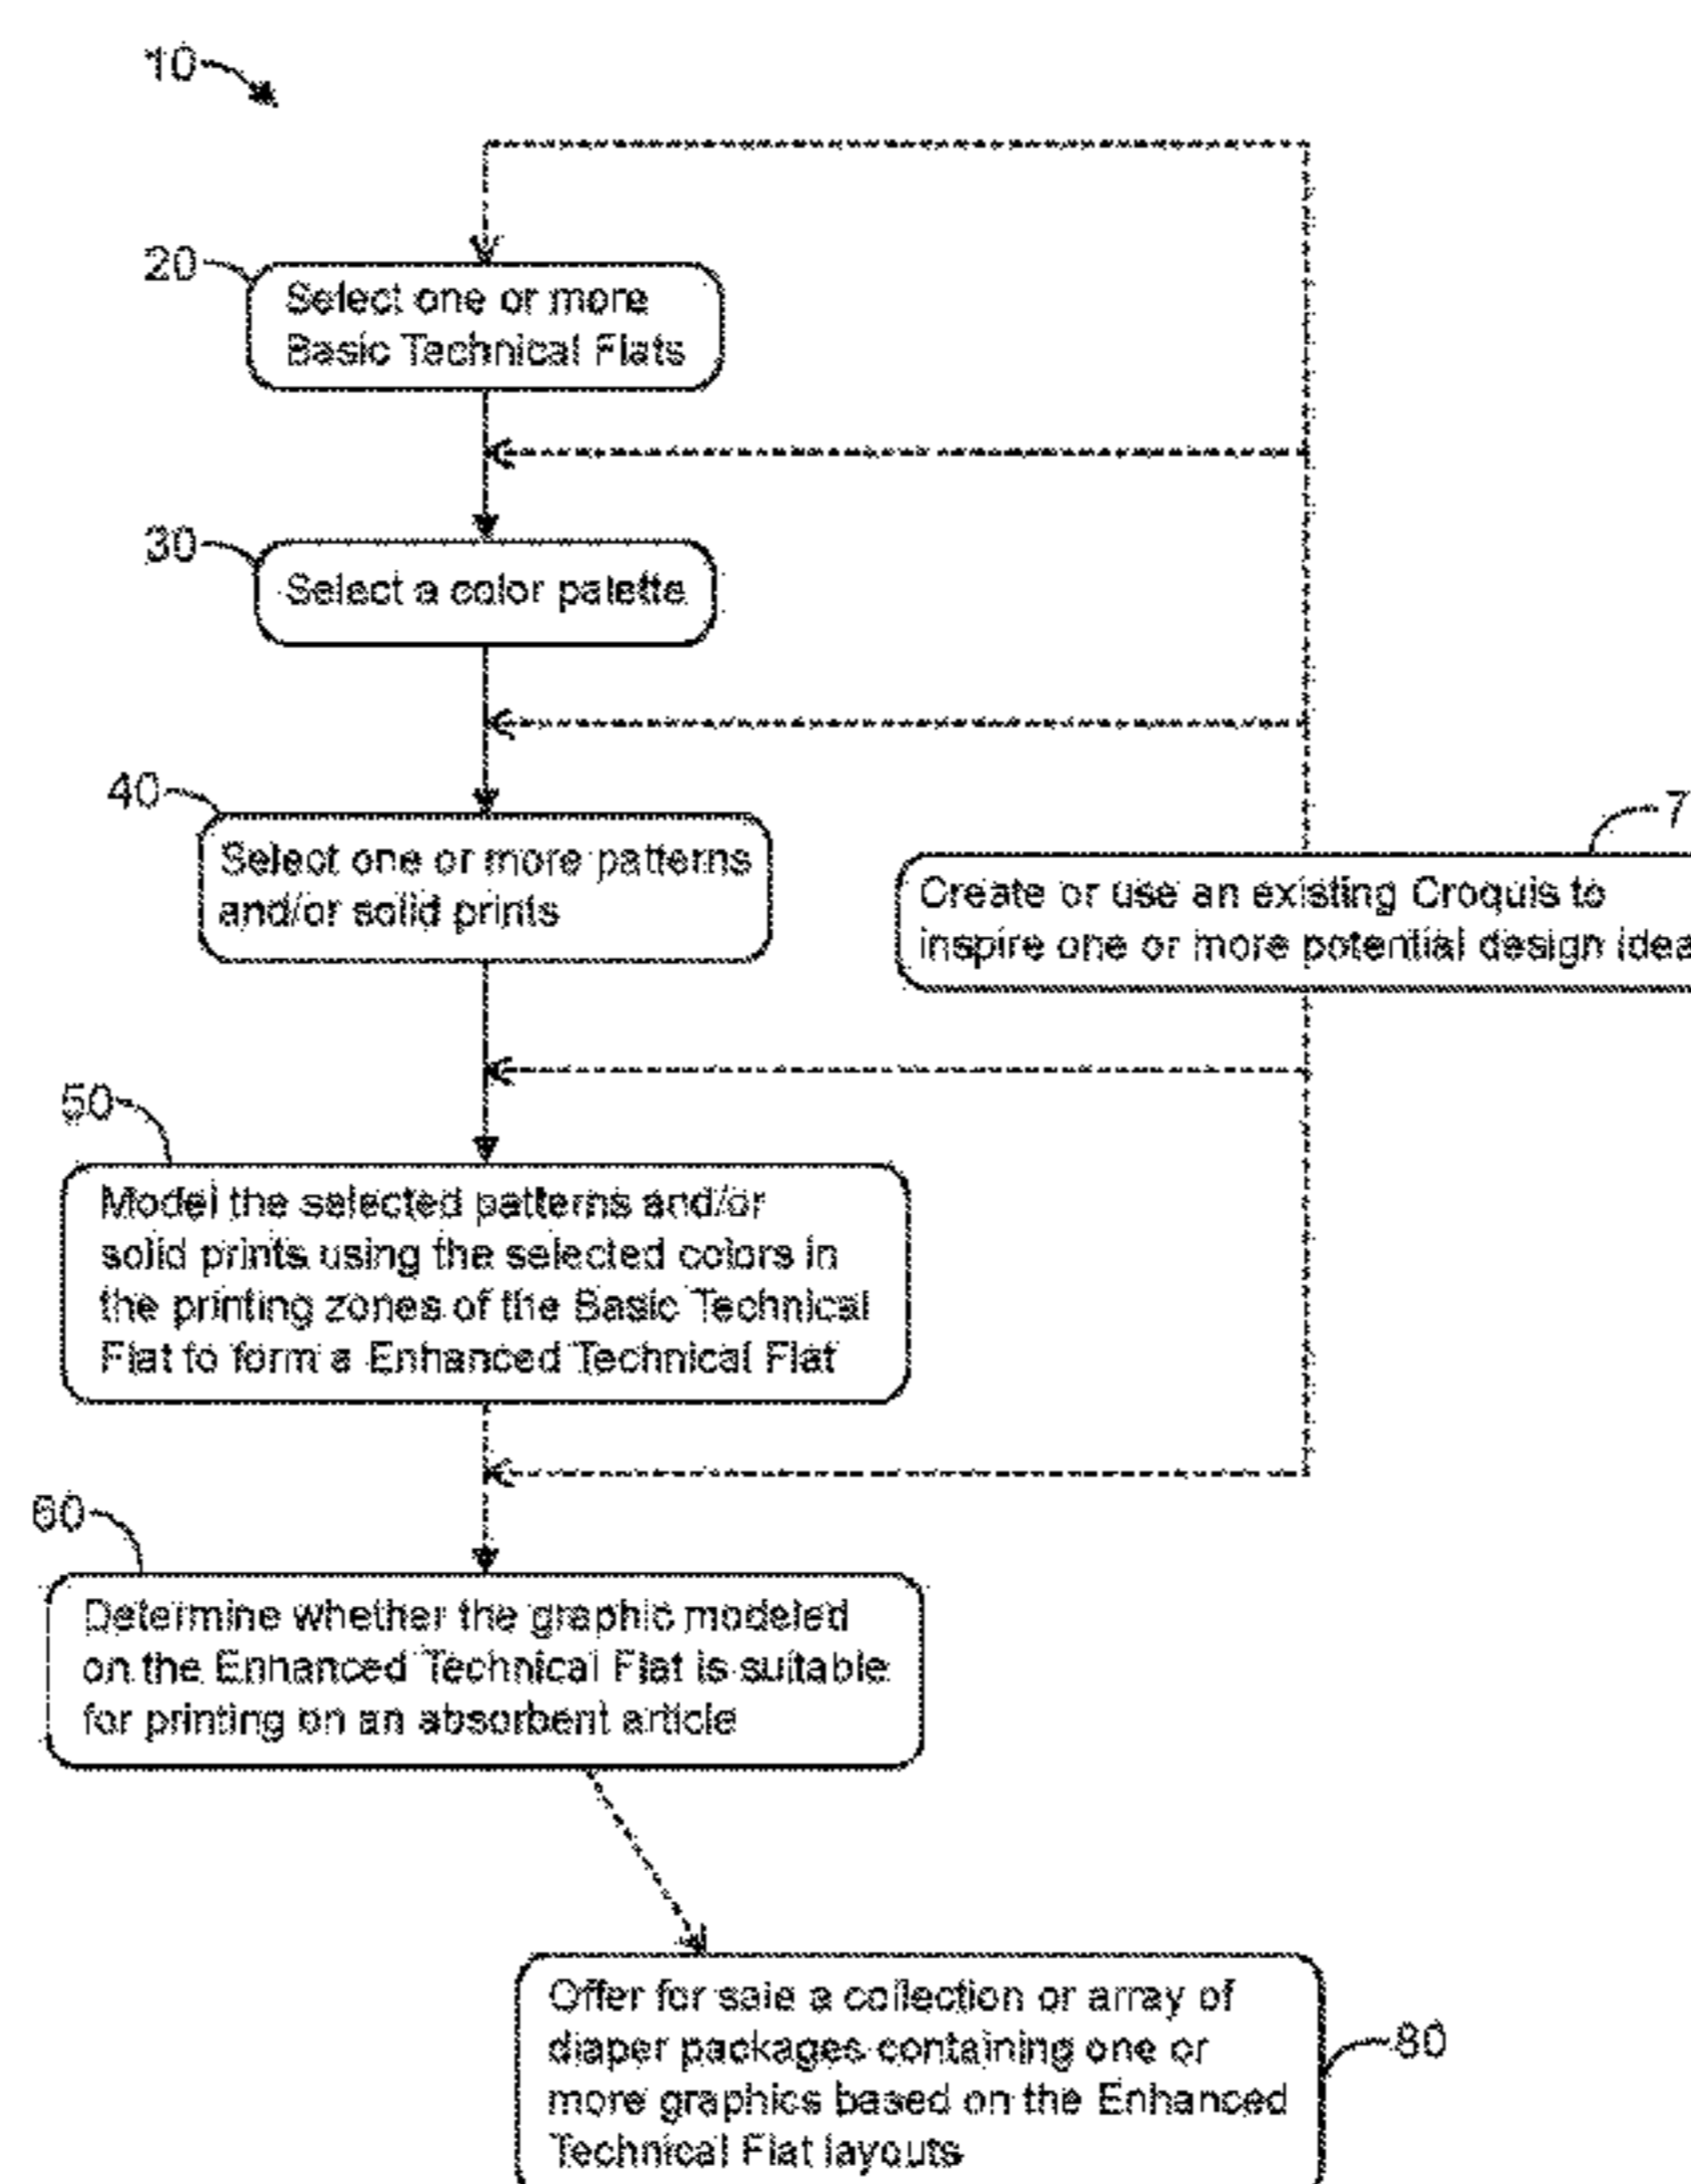 10
20
Select one or more
Basic Technical Flats
30
Select a color palette
40
Select one or more patterns
and/or solid prints
7
Create or use an existing Croquis to
inspire one or more potential design idea
50
Model the selected patterns and/or
solid prints using the selected colors in
the printing zones of the Basic Technical
Flat to form a Enhanced Technical Flat
60
Determine whether the graphic modeled
on the Enhanced Technical Flat is suitable
for printing on an absorbent article
Offer for sale a collection or array of
diaper packages containing one or
more graphics based on the Enhanced
Technical Flat layouts
80